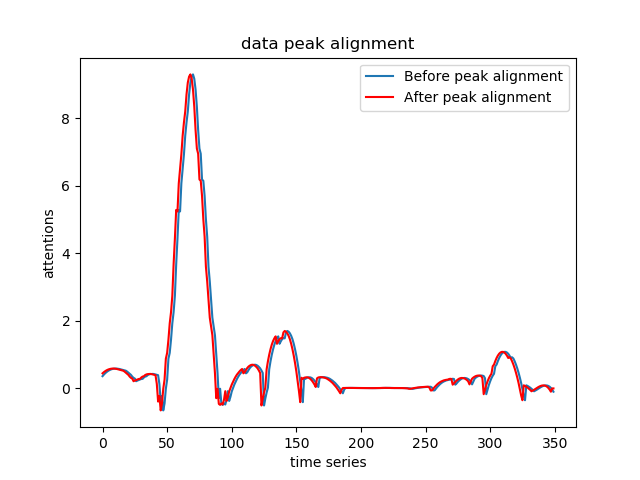 data peak alignment
Before peak alignment
After peak alignment
8
6
4
2
0
attentions
0 50 100 150 200 250 300 350
time series